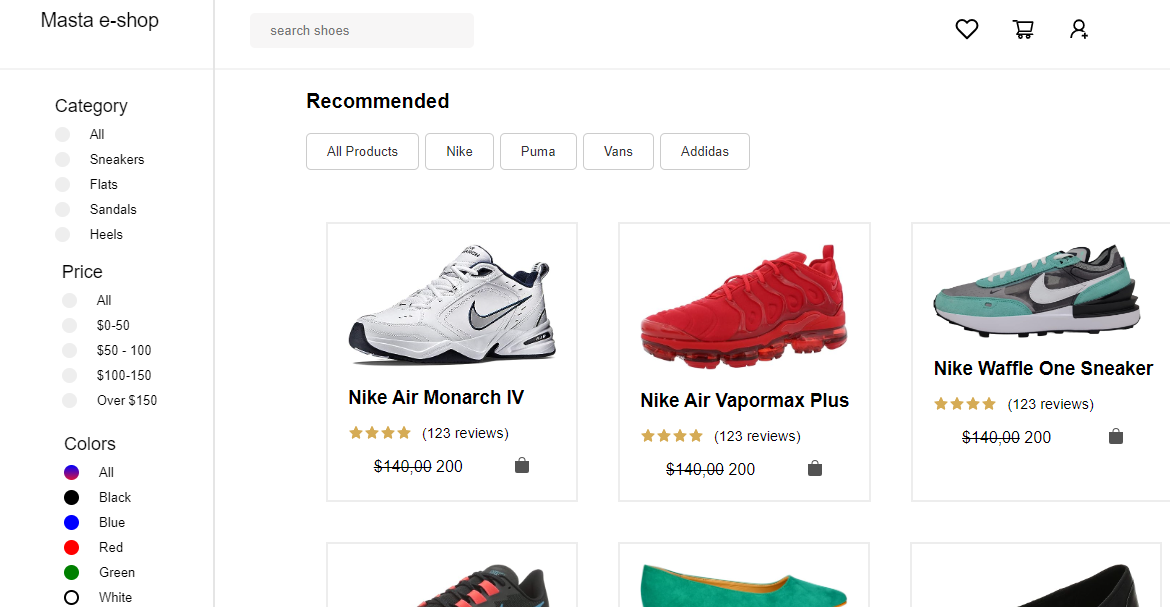 Masta e-shop
search shoes
Category
All
Sneakers
Flats
Sandals
Heels
Price
All
$0-50
$50 - 100
$100-150
Over $150
Colors
All
Black
Blue
Red
Green
White
Recommended
All Products
Nike
Puma
Vans
Addidas
Nike Air Monarch IV
(123 reviews)
$140,00 200
Nike Air Vapormax Plus
(123 reviews)
$140,00 200
Nike Waffle One Sneaker
(123 reviews)
$140,00 200